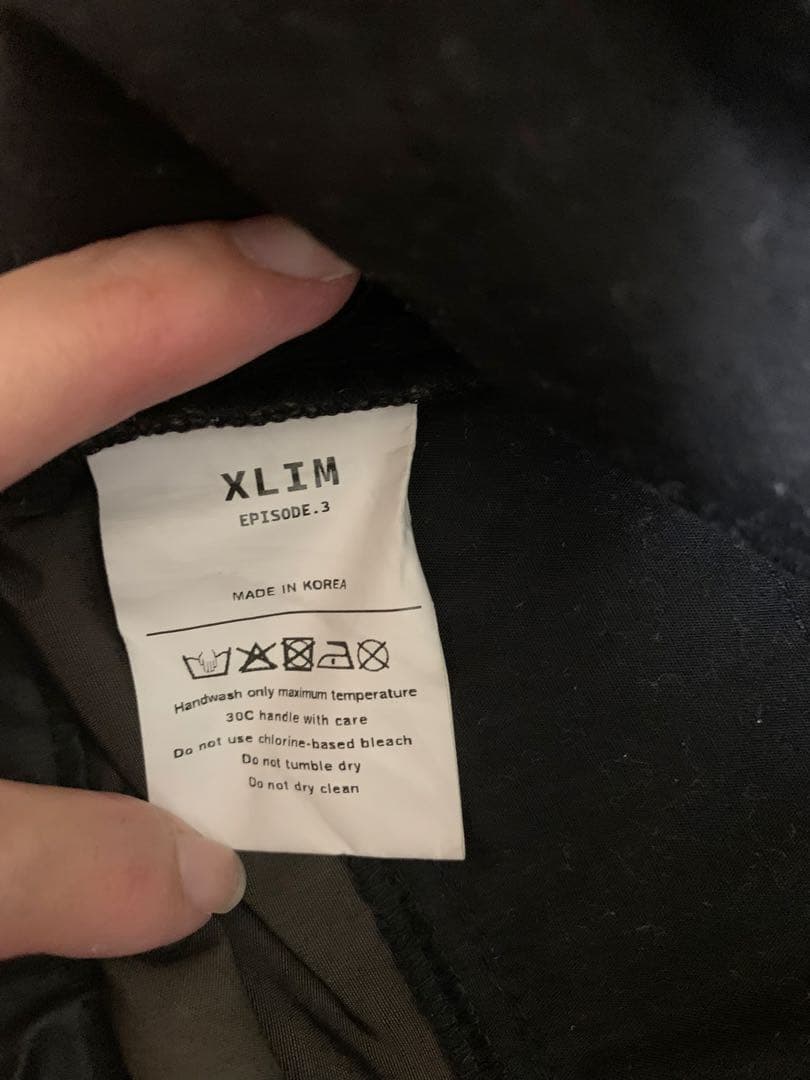 XLIM
EPISODE.3
MADE IN KOREA
Handwash only maximum temperature
30C handle with care
Do not use chlorine-based bleach
Do not tumble dry
Do not dry clean